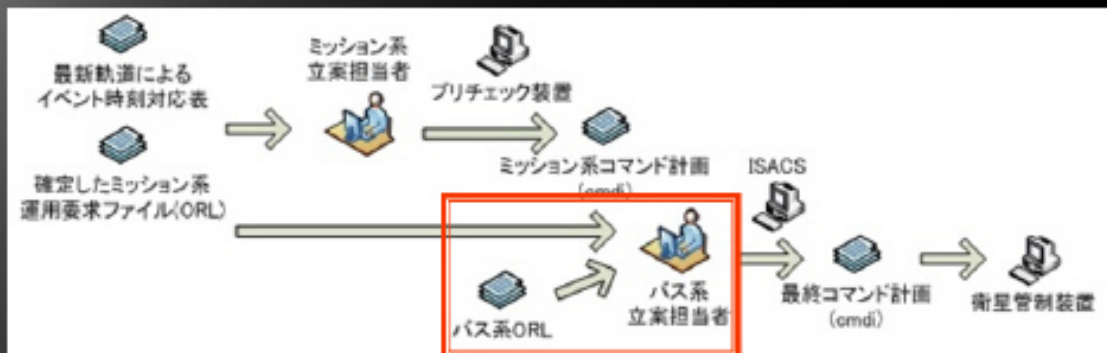 最新軌道による
イベント時刻対応表
確定したミッション系
運用要求ファイル(ORL)
ミッション系
立案担当者
プリチェック装置
ミッション系コマンド計画
(cmdi)
バス系ORL
バス系
立案担当者
ISACS
最終コマンド計画
(cmdi)
衛星管制装置